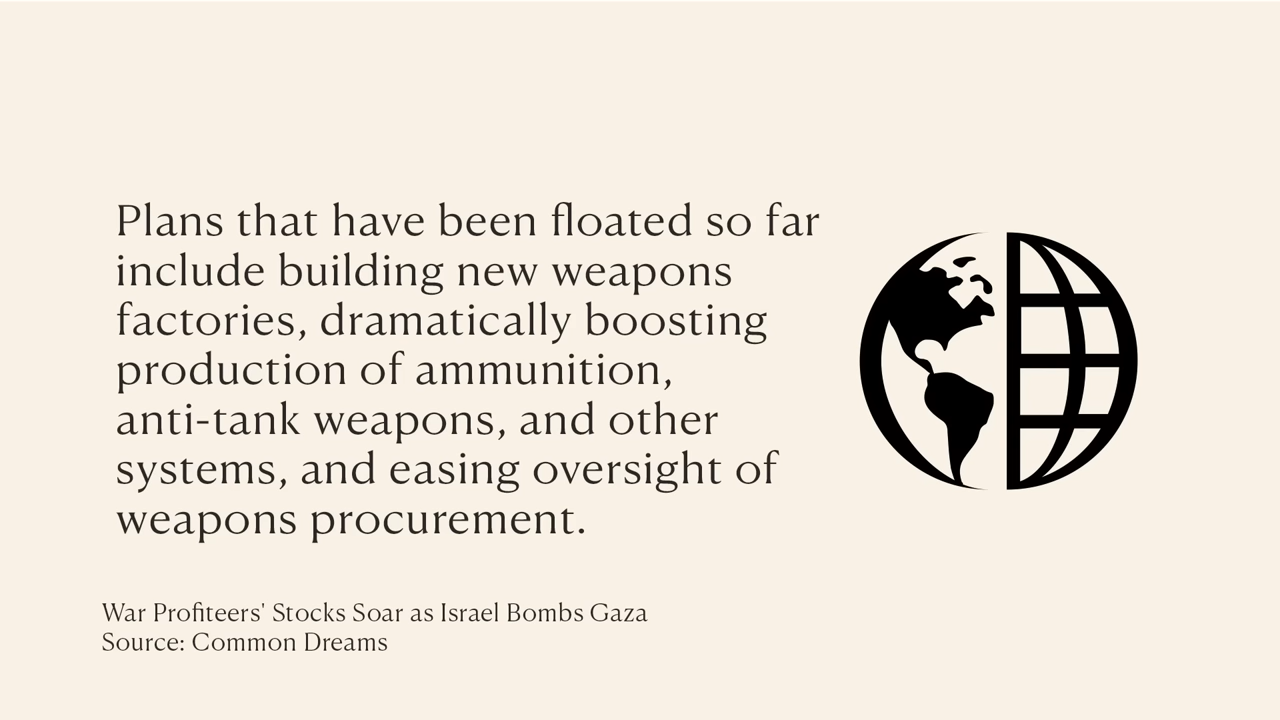 Plans that have been floated so far
include building new weapons
factories, dramatically boosting
production of ammunition,
anti-tank weapons, and other
systems, and easing oversight of
weapons procurement.
War Profiteers' Stocks Soar as Israel Bombs Gaza
Source: Common Dreams